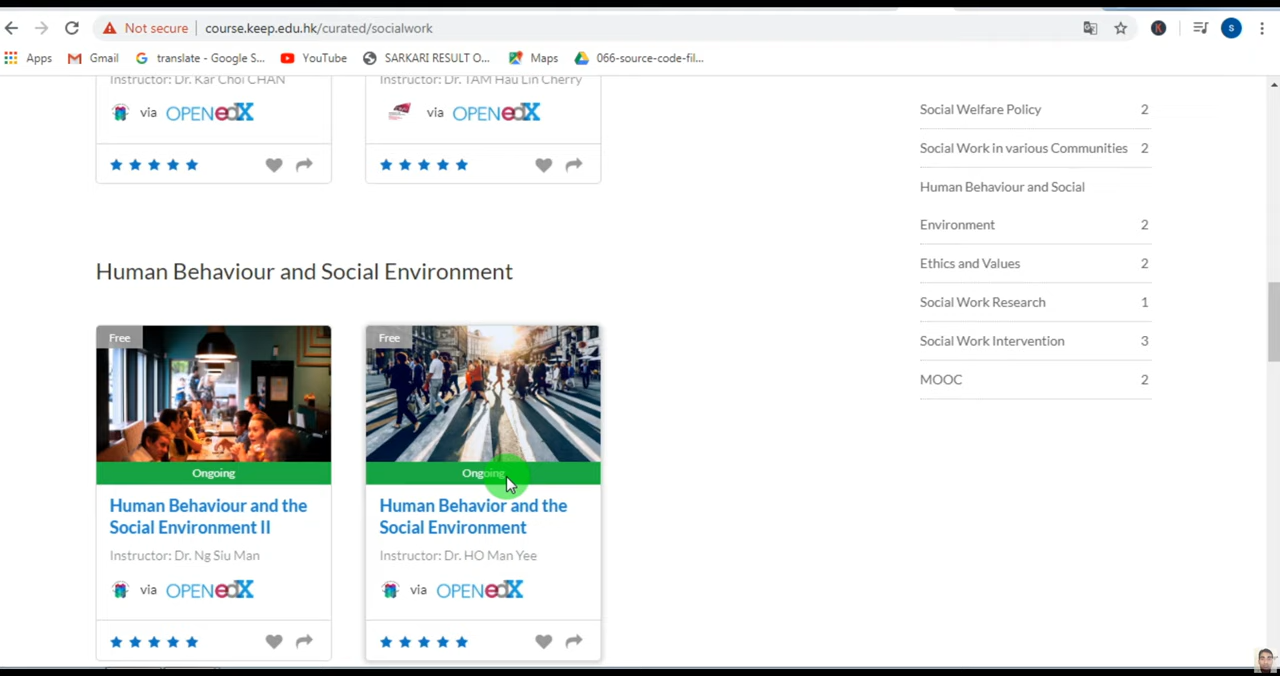 Not secure
course.keep.edu.hk/curated/socialwork
S
Apps
Gmail
translate - Google S...
YouTube
SARKARI RESULT O...
Maps
066-source-code-fil...
Instructor: Dr. Kar Choi CHAN
via OPENedX
Instructor: Dr. TAM Hau Lin Cherry
via OPENedX
Human Behaviour and Social Environment
Free
Ongoing
Human Behaviour and the
Social Environment II
Instructor: Dr. Ng Siu Man
via OPENedX
Free
Ongoing
Human Behavior and the
Social Environment
Instructor: Dr. HO Man Yee
via OPENedX
Social Welfare Policy 2
Social Work in various Communities 2
Human Behaviour and Social
Environment 2
Ethics and Values 2
Social Work Research 1
Social Work Intervention 3
MOOC 2